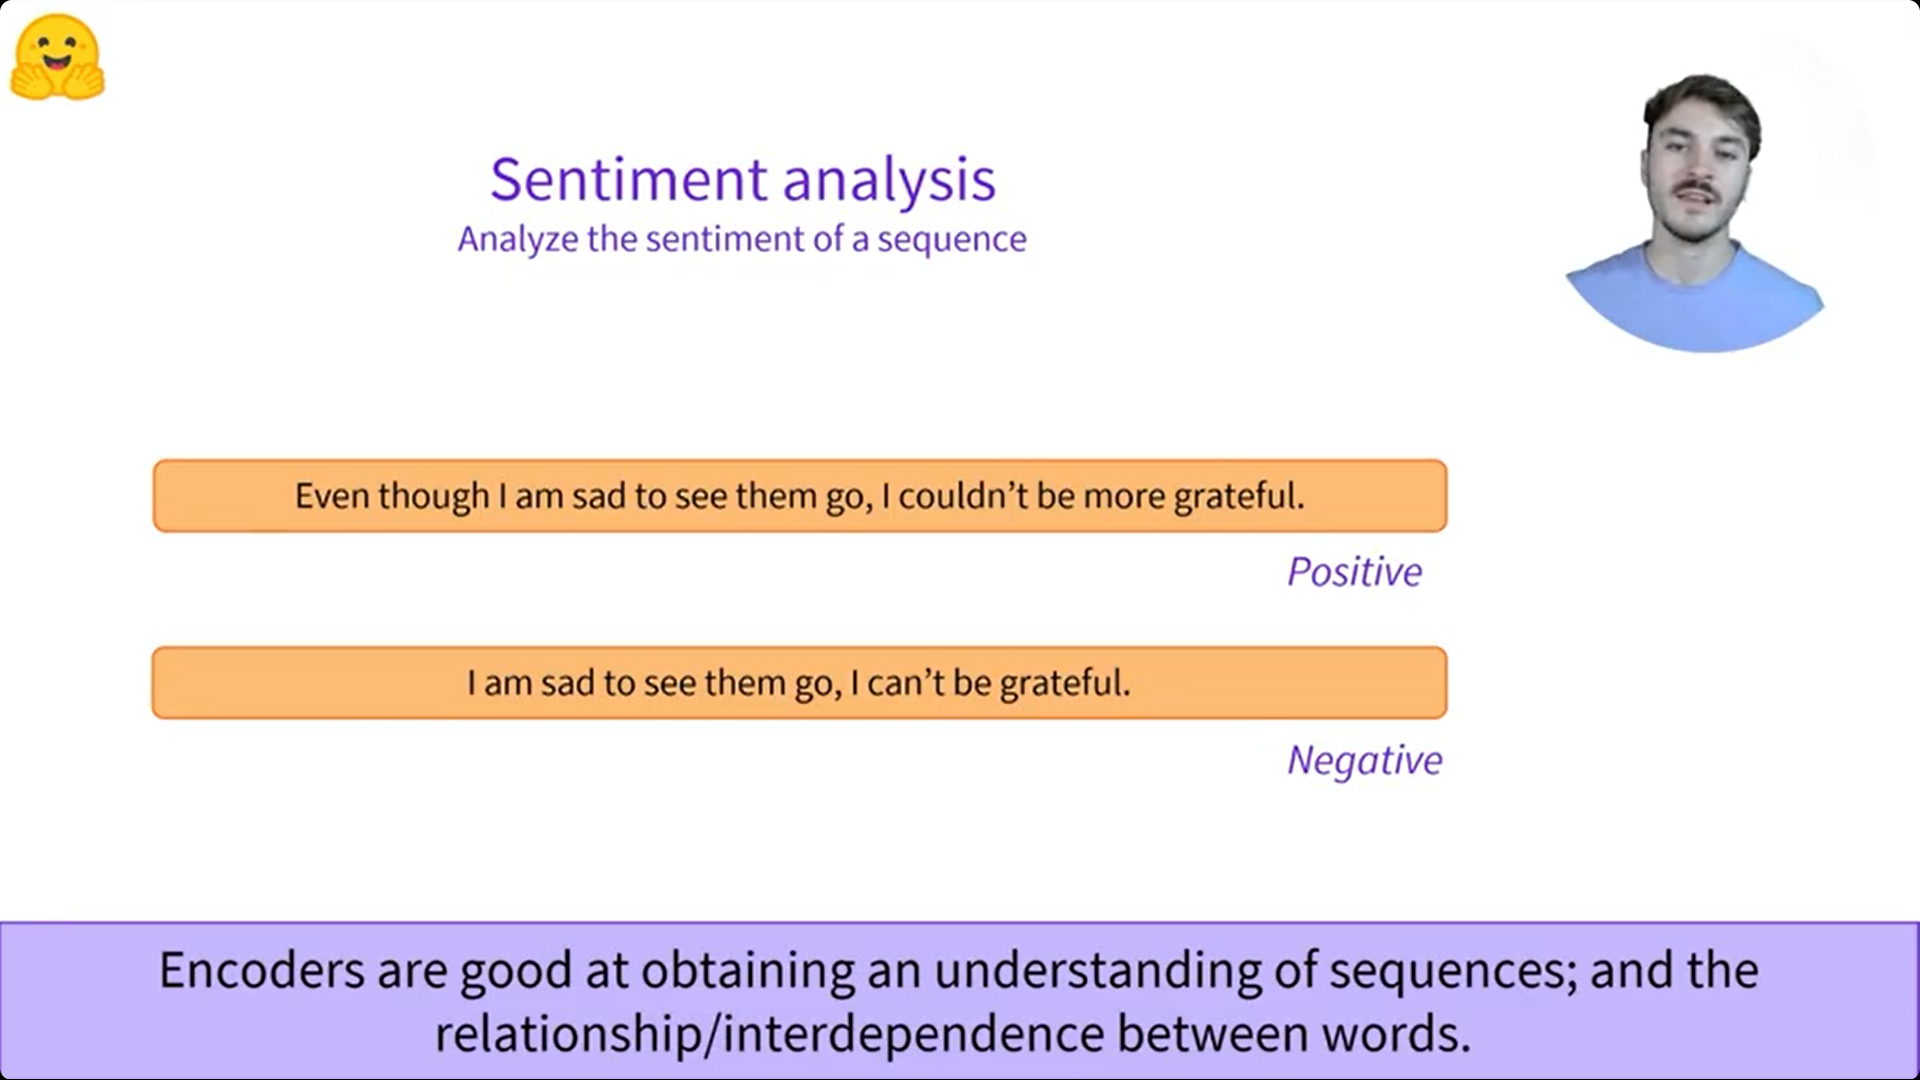 Sentiment analysis
Analyze the sentiment of a sequence
Even though I am sad to see them go, I couldn’t be more grateful.
Positive
I am sad to see them go, I can’t be grateful.
Negative
Encoders are good at obtaining an understanding of sequences; and the
relationship/interdependence between words.